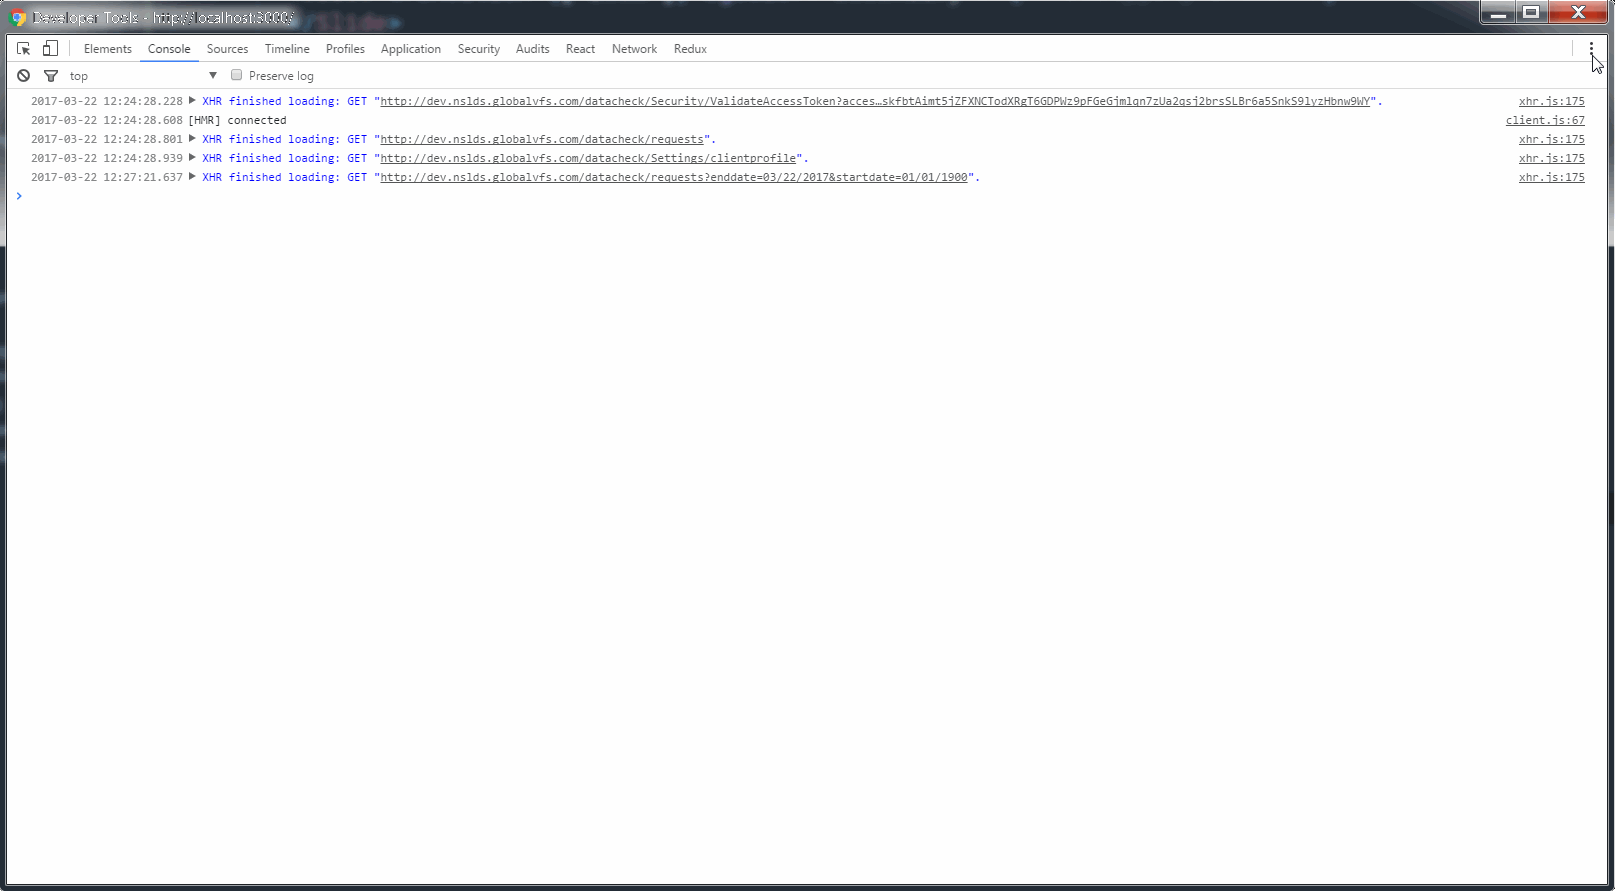 Developer Tools - http://localhost:3000/
Elements Console Sources Timeline Profiles Application Security Audits React Network Redux
top Preserve log
2017-03-22 12:24:28.228 XHR finished loading: GET "http://dev.nslds.globalvfs.com/datacheck/Security/ValidateAccessToken?acces…skfbtAimt5jZFXNCTodXRgT6GDPWz9pFGeGjmlqn7zUa2qsj2brsSLBr6a5SnkS9lyzHbnw9WY". xhr.js:175
2017-03-22 12:24:28.608 [HMR] connected client.js:67
2017-03-22 12:24:28.801 XHR finished loading: GET "http://dev.nslds.globalvfs.com/datacheck/requests". xhr.js:175
2017-03-22 12:24:28.939 XHR finished loading: GET "http://dev.nslds.globalvfs.com/datacheck/Settings/clientprofile". xhr.js:175
2017-03-22 12:27:21.637 XHR finished loading: GET "http://dev.nslds.globalvfs.com/datacheck/requests?enddate=03/22/2017&startdate=01/01/1900". xhr.js:175